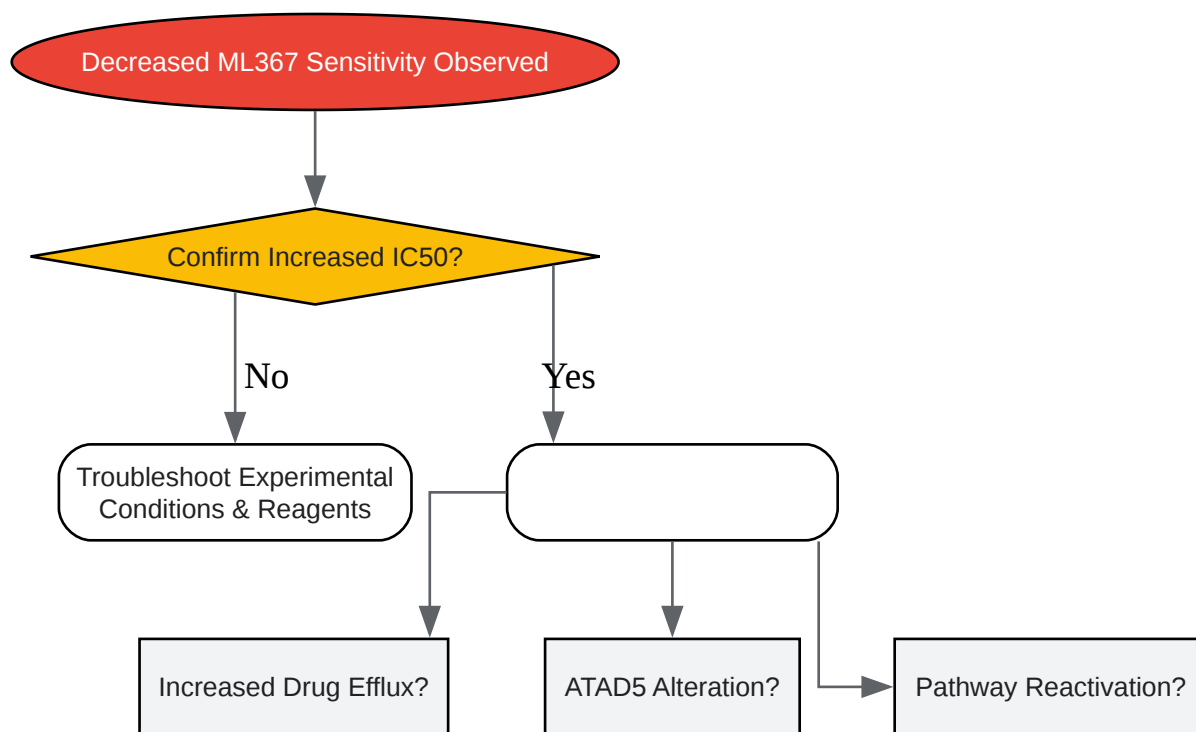 Decreased ML367 Sensitivity Observed
Confirm Increased IC50?
No
Yes
Troubleshoot Experimental
Conditions & Reagents
Increased Drug Efflux?
ATAD5 Alteration?
Pathway Reactivation?